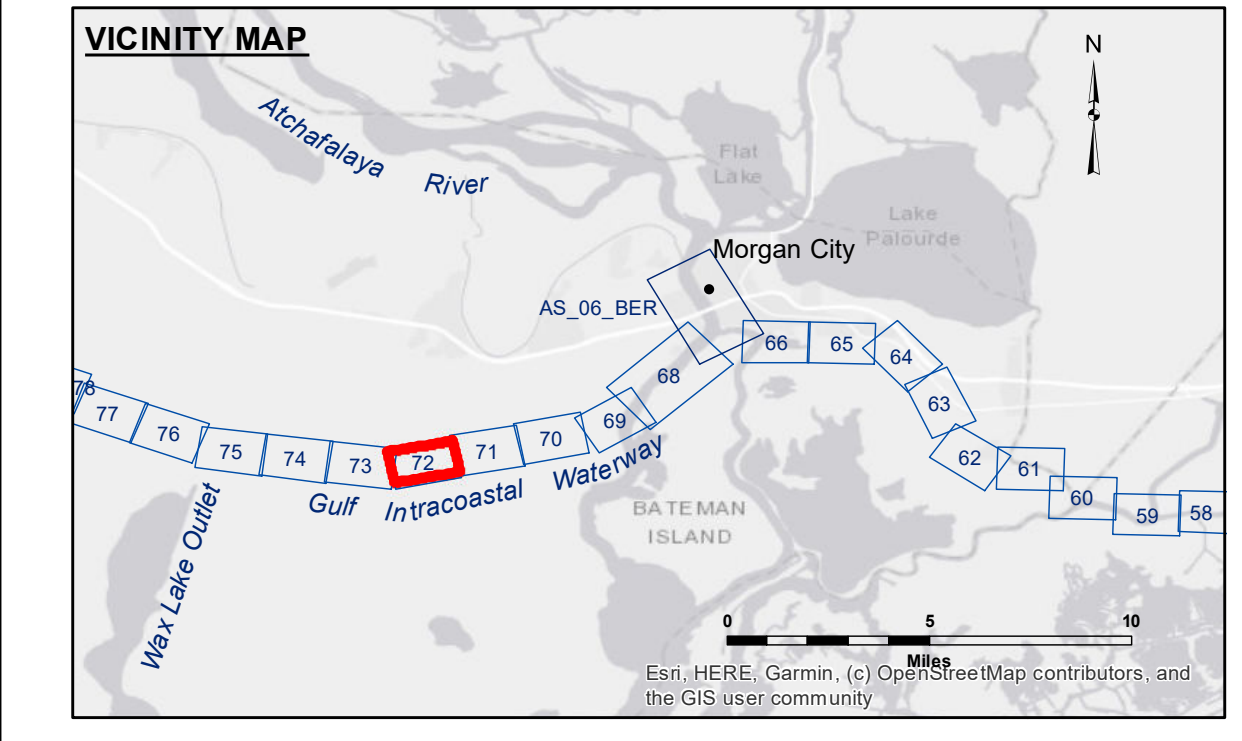 VICINITY MAP
N
Atchafalaya
River
Flat
Lake
Lake
Palourde
Morgan City
AS_06_BER
66
65
64
68
63
78
77
76
75
74
73
72
71
70
69
62
61
60
59
58
Gulf Intracoastal Waterway
Wax Lake Outlet
BATEMAN
ISLAND
0 5 10
Miles
Esri, HERE, Garmin, (c) OpenStreetMap contributors, and
the GIS user community